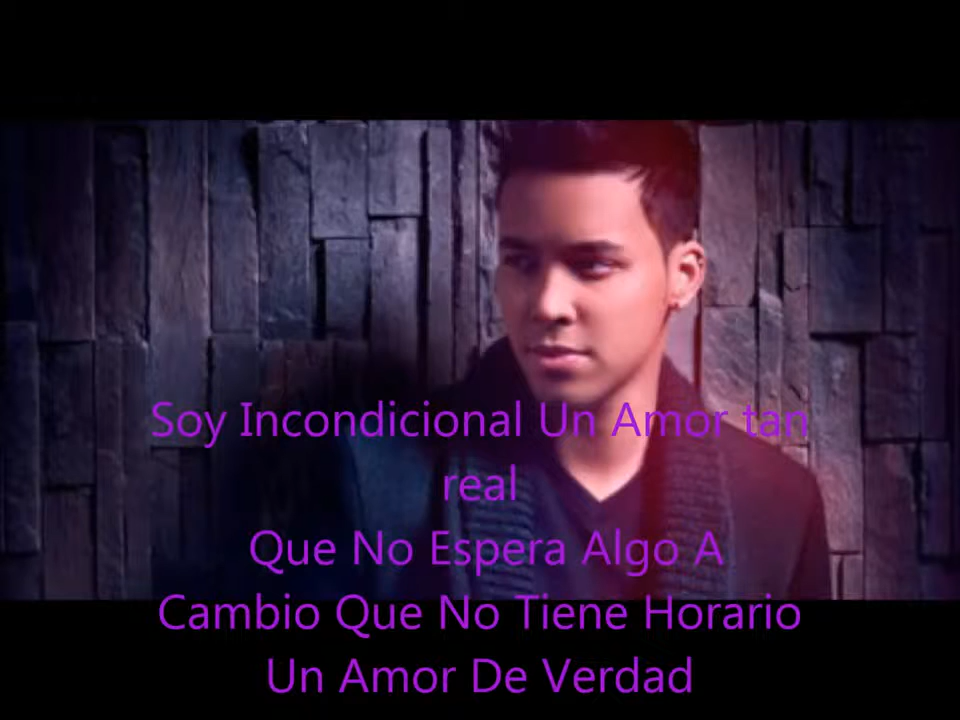 Soy Incondicional Un Amor tan
real
Que No Espera Algo A
Cambio Que No Tiene Horario
Un Amor De Verdad